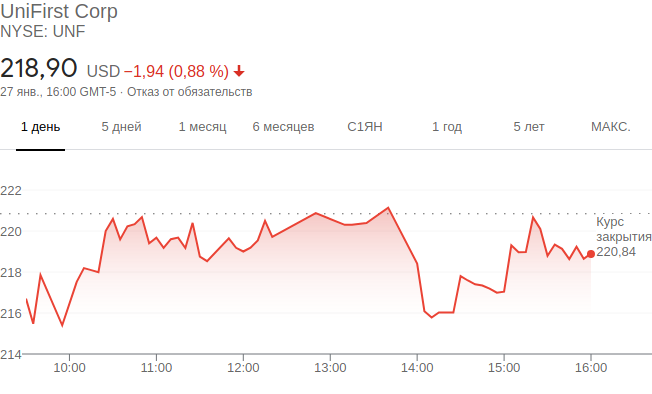 UniFirst Corp
NYSE: UNF
218,90 USD −1,94 (0,88 %)
27 янв., 16:00 GMT-5 · Отказ от обязательств
1 день 5 дней 1 месяц 6 месяцев С1ЯН 1 год 5 лет МАКС.
222
220
218
216
214
Курс
закрытия
220,84
10:00 11:00 12:00 13:00 14:00 15:00 16:00